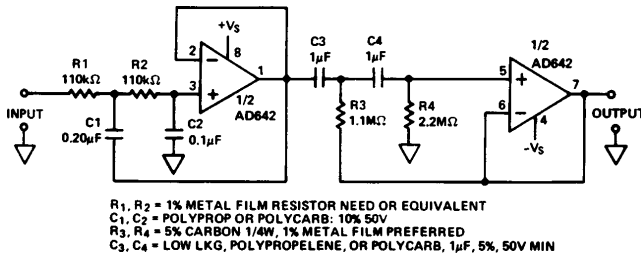 R1
110kΩ
R2
110kΩ
2
3
+VS
8
1
1/2
AD642
INPUT
C1
0.20μF
C2
0.1μF
C3
1μF
C4
1μF
R3
1.1MΩ
R4
2.2MΩ
1/2
AD642
5
6
7
4
-VS
OUTPUT
R1, R2 = 1% METAL FILM RESISTOR NEED OR EQUIVALENT
C1, C2 = POLYPROP OR POLYCARB: 10% 50V
R3, R4 = 5% CARBON 1/4W, 1% METAL FILM PREFERRED
C3, C4 = LOW LKG, POLYPROPELENE, OR POLYCARB, 1μF, 5%, 50V MIN